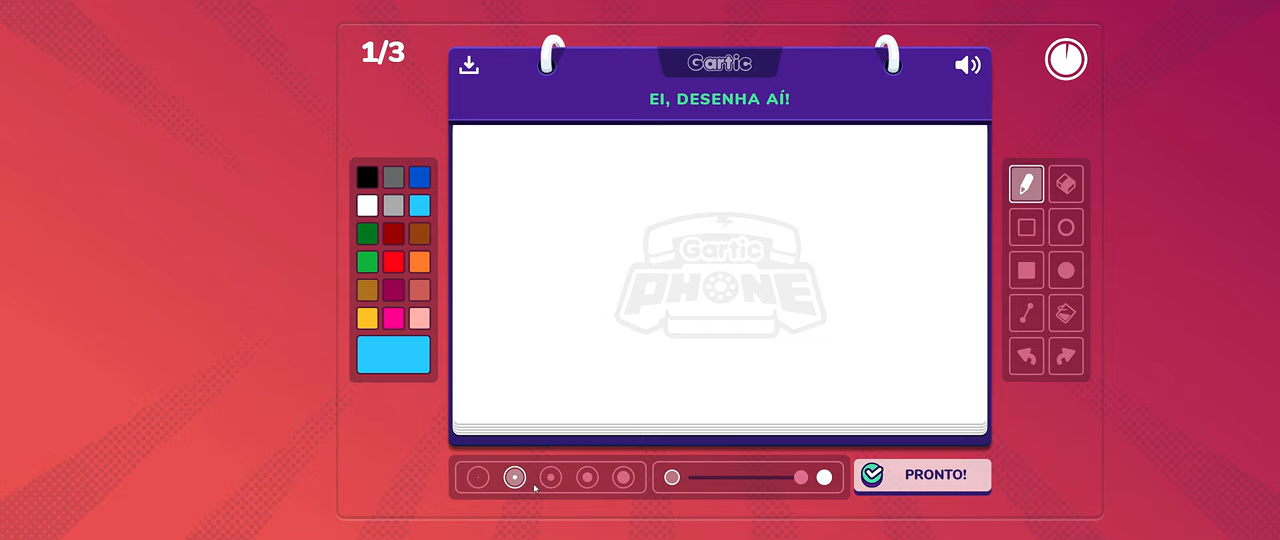 1/3
Gartic
EI, DESENHA AÍ!
Gartic
PHONE
PRONTO!